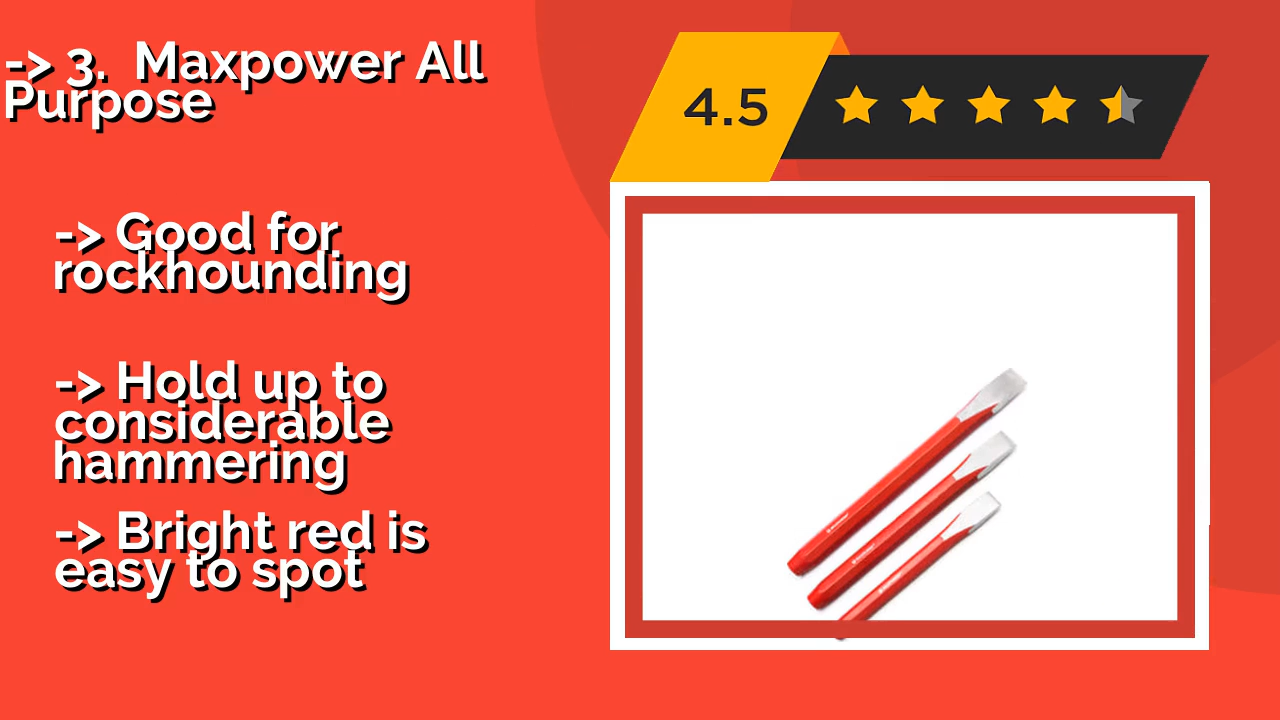 -> 3. Maxpower All
Purpose
4.5
-> Good for
rockhounding
-> Hold up to
considerable
hammering
-> Bright red is
easy to spot